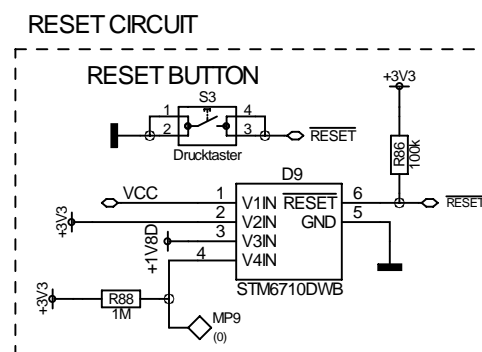 RESET CIRCUIT
RESET BUTTON
S3
1
4
2
3
RESET
Drucktaster
+3V3
R86
100k
D9
VCC
1
V1IN
RESET
6
RESET
+3V3
2
V2IN
GND
5
+1V8D
3
V3IN
4
V4IN
STM6710DWB
+3V3
R88
1M
MP9
(0)